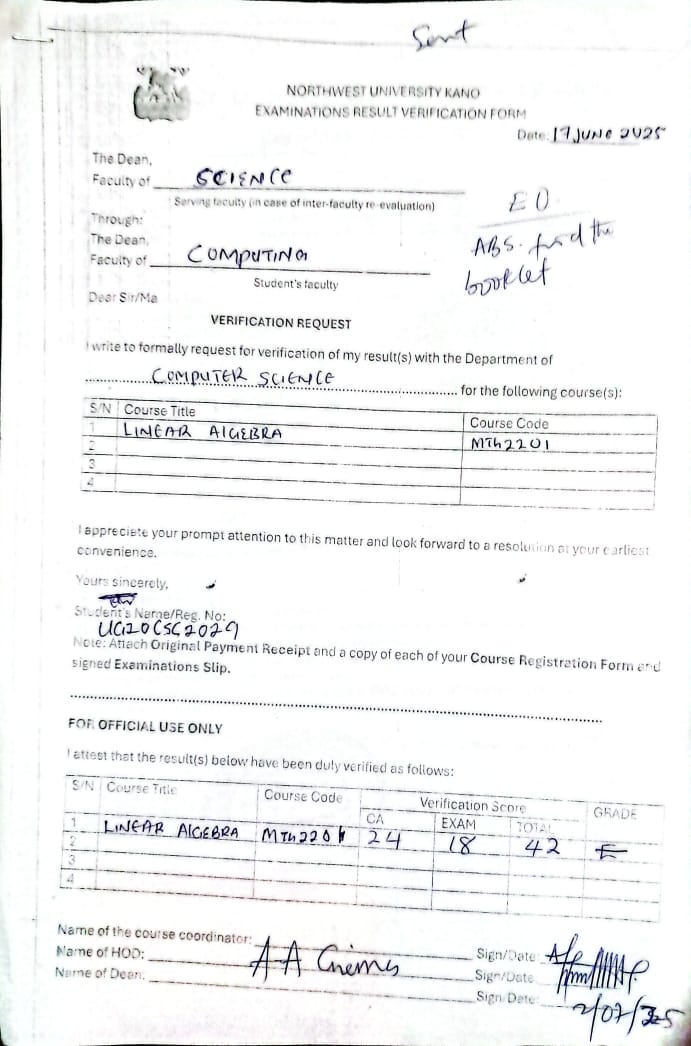 Sent
NORTHWEST UNIVERSITY KANO
EXAMINATIONS RESULT VERIFICATION FORM
Date: 17 JUNE 2025
The Dean,
Faculty of SCIENCE
Serving faculty (in case of inter-faculty re-evaluation)
Through:
The Dean,
Faculty of COMPUTING
Student's faculty
EO
ABS. find the
booklet
Dear Sir/Ma
VERIFICATION REQUEST
I write to formally request for verification of my result(s) with the Department of
COMPUTER SCIENCE for the following course(s):
S/N Course Title Course Code
1 LINEAR ALGEBRA MTH2201
2
3
4
I appreciate your prompt attention to this matter and look forward to a resolution at your earliest
convenience.
Yours sincerely,
Student's Name/Reg. No:
UG20CSC2029
Note: Attach Original Payment Receipt and a copy of each of your Course Registration Form and
signed Examinations Slip.
FOR OFFICIAL USE ONLY
I attest that the result(s) below have been duly verified as follows:
S/N Course Title Course Code Verification Score GRADE
CA EXAM TOTAL
1 LINEAR ALGEBRA MTH2201 24 18 42
2
3
4
Name of the course coordinator: Sign/Date:
Name of HOD: A-A Sign/Date
Name of Dean: Sign/Date:
2/07/25